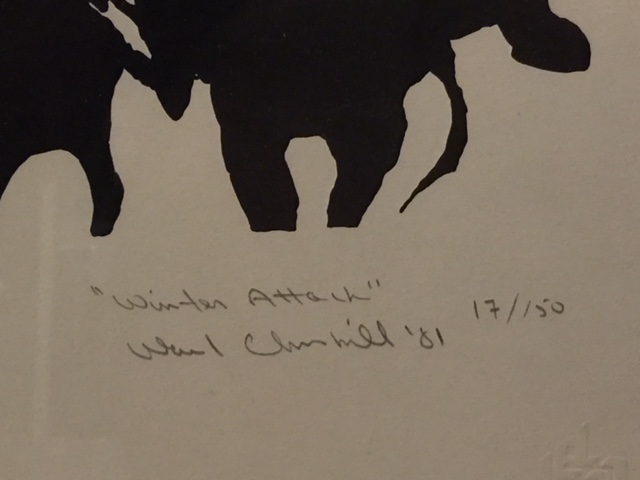 "Winter Attack" 17/150
Ward Churchill '81